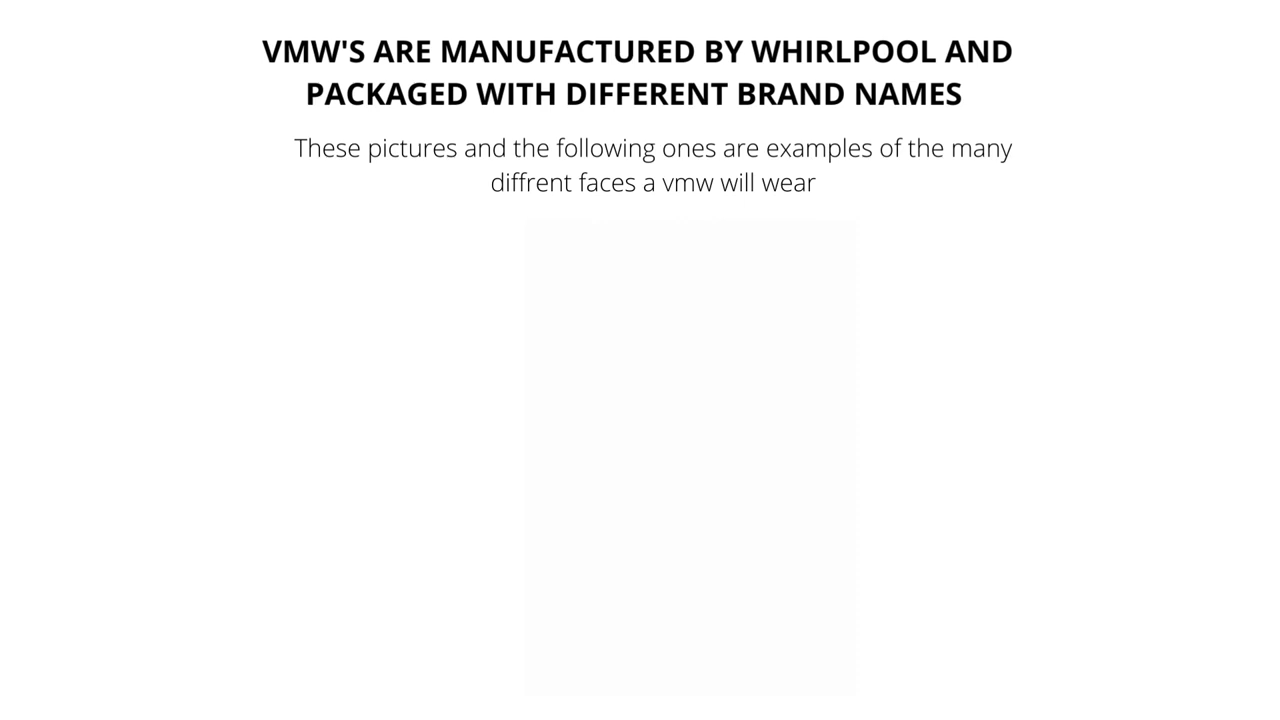 VMW'S ARE MANUFACTURED BY WHIRLPOOL AND
PACKAGED WITH DIFFERENT BRAND NAMES
These pictures and the following ones are examples of the many
diffrent faces a vmw will wear